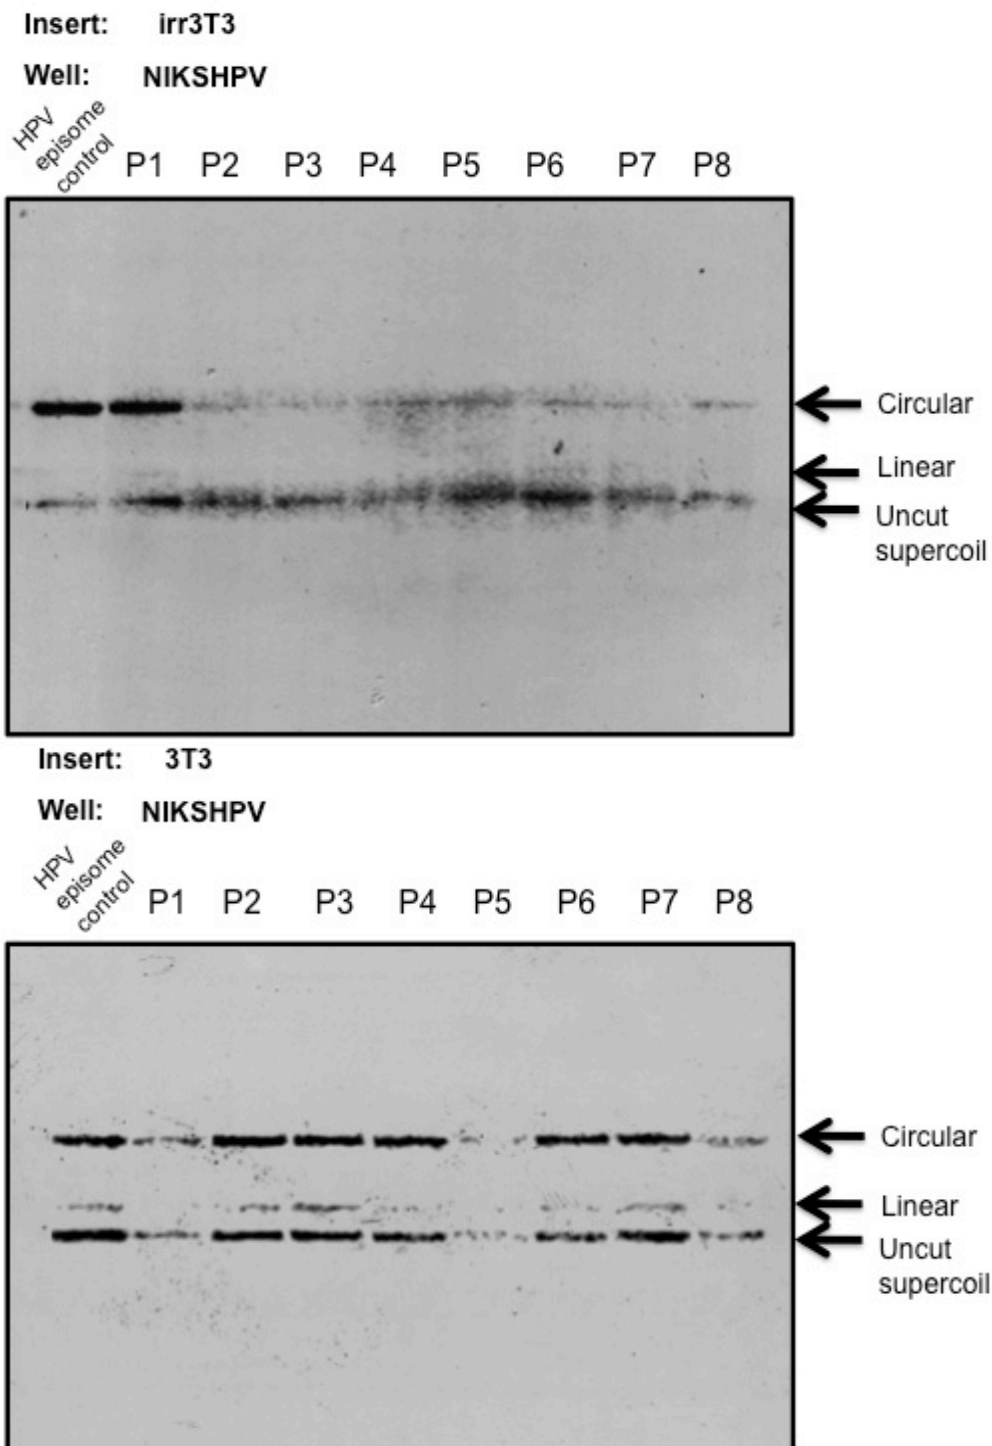 Insert: irr3T3
Well: NIKSHPV
HPV
episome
control
P1 P2 P3 P4 P5 P6 P7 P8
Circular
Linear
Uncut
supercoil
Insert: 3T3
Well: NIKSHPV
HPV
episome
control
P1 P2 P3 P4 P5 P6 P7 P8
Circular
Linear
Uncut
supercoil